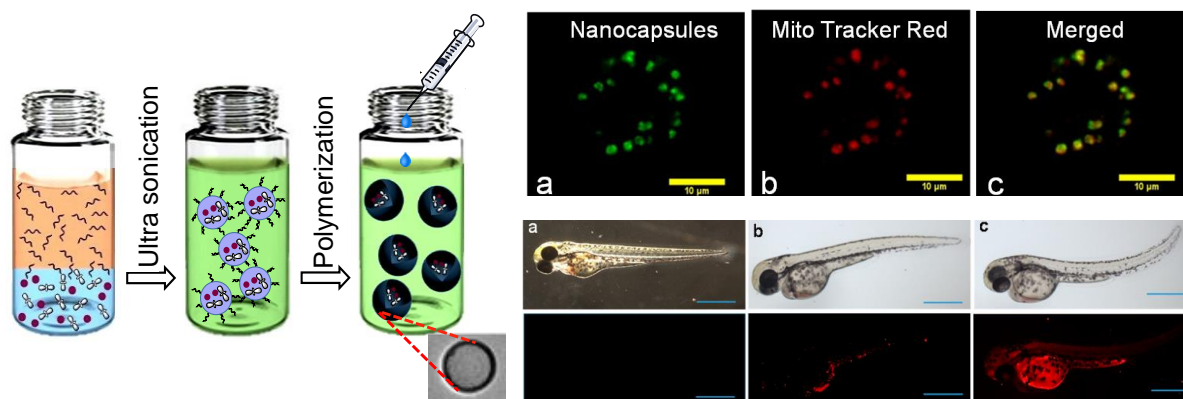 Ultra sonication
Polymerization
Nanocapsules
Mito Tracker Red
Merged
a
10 µm
b
10 µm
c
10 µm
a
b
c